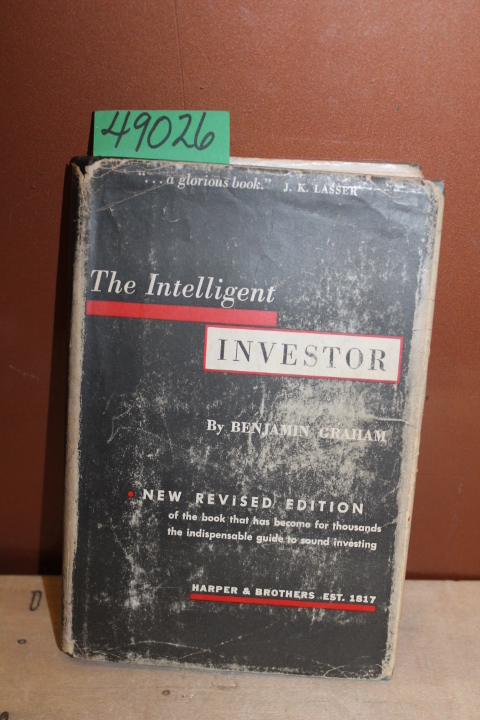 49026
"... a glorious book." J. K. LASSER
The Intelligent
INVESTOR
By BENJAMIN GRAHAM
• NEW REVISED EDITION
of the book that has become for thousands
the indispensable guide to sound investing
HARPER & BROTHERS EST. 1817
D